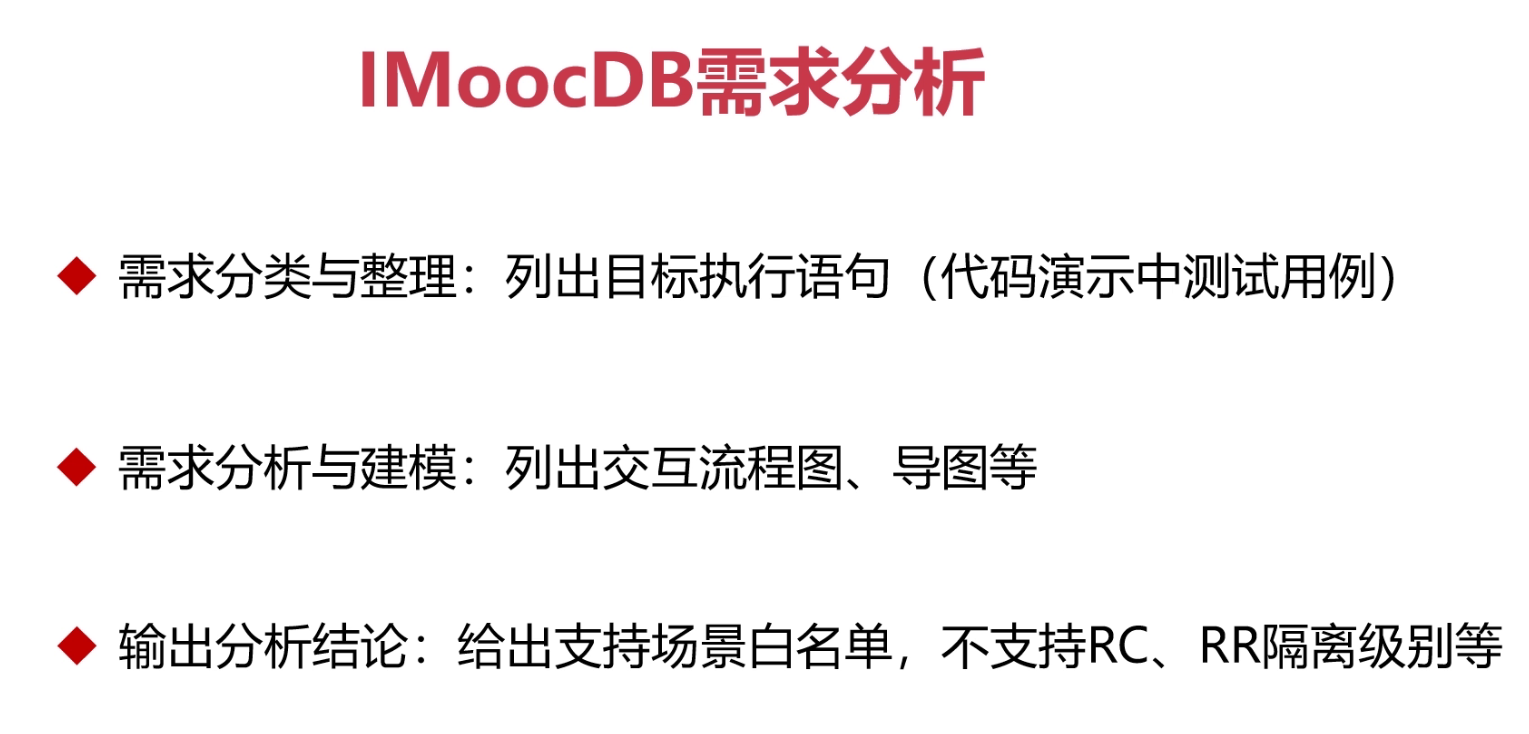 IMoocDB需求分析
◆ 需求分类与整理：列出目标执行语句（代码演示中测试用例）
◆ 需求分析与建模：列出交互流程图、导图等
◆ 输出分析结论：给出支持场景白名单，不支持RC、RR隔离级别等